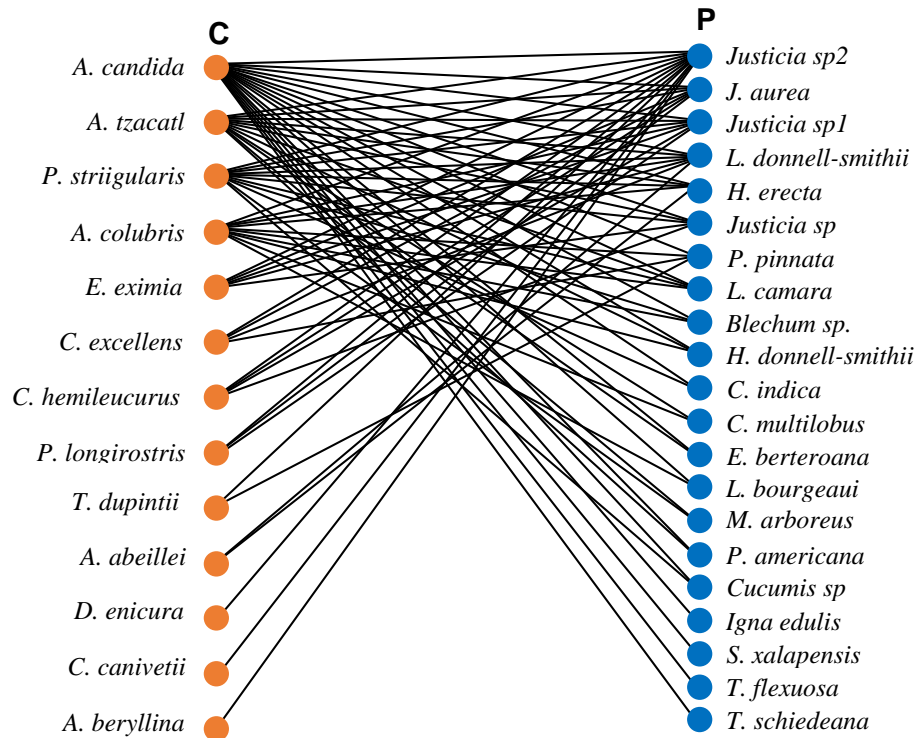 C
P
A. candida
A. tzacatl
P. striigularis
A. colubris
E. eximia
C. excellens
C. hemileucurus
P. longirostris
T. dupintii
A. abeillei
D. enicura
C. canivetii
A. beryllina
Justicia sp2
J. aurea
Justicia sp1
L. donnell-smithii
H. erecta
Justicia sp
P. pinnata
L. camara
Blechum sp.
H. donnell-smithii
C. indica
C. multilobus
E. berteroana
L. bourgeaui
M. arboreus
P. americana
Cucumis sp
Igna edulis
S. xalapensis
T. flexuosa
T. schiedeana